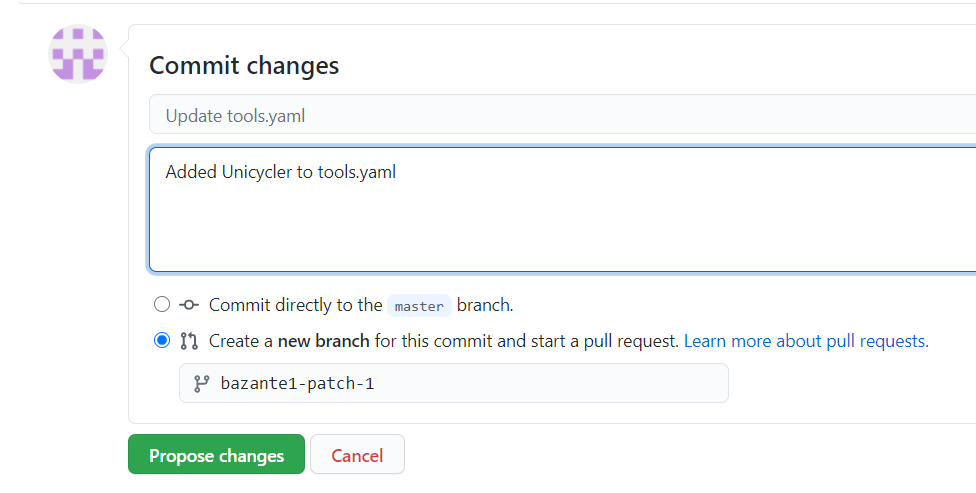 Commit changes
Update tools.yaml
Added Unicycler to tools.yaml
Commit directly to the master branch.
Create a new branch for this commit and start a pull request. Learn more about pull requests.
bazante1-patch-1
Propose changes Cancel